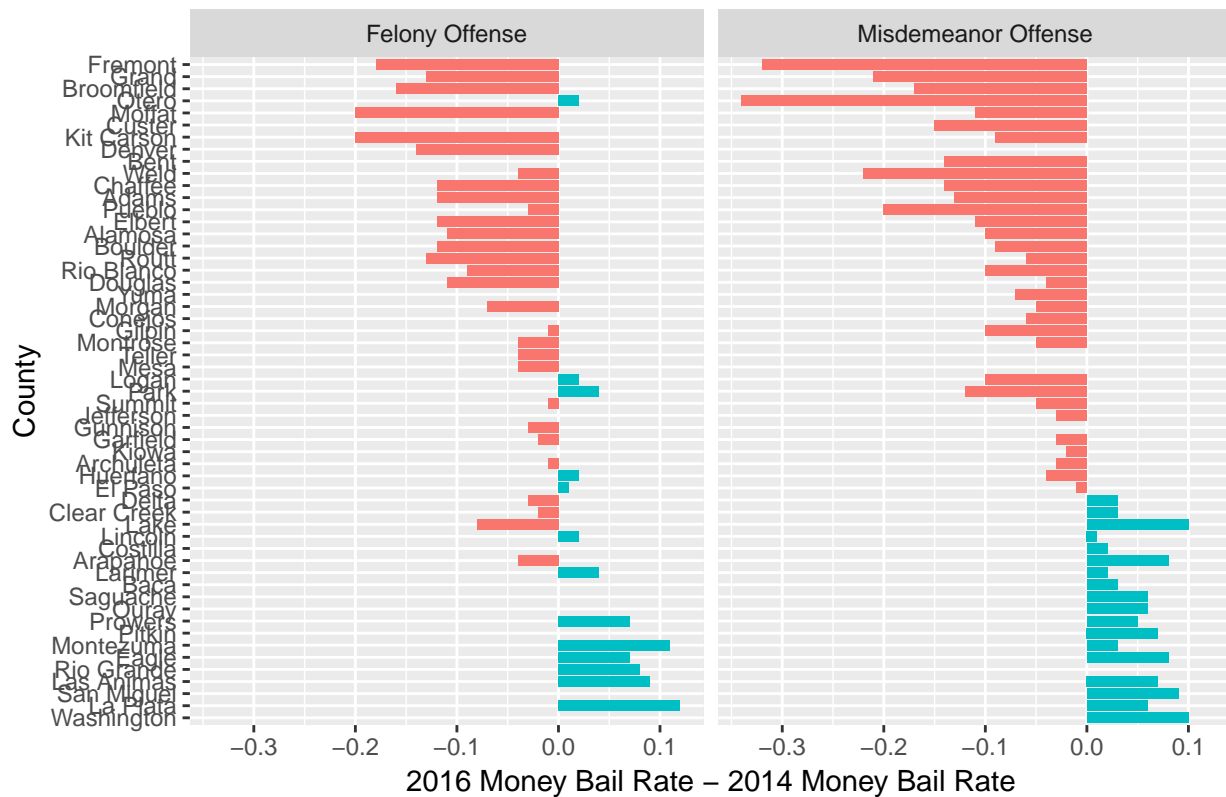 Felony Offense
Misdemeanor Offense
Fremont
Grand
Broomfield
Otero
Moffat
Custer
Kit Carson
Denver
Bent
Weld
Chaffee
Adams
Pueblo
Elbert
Alamosa
Boulder
Routt
Rio Blanco
Douglas
Yuma
Morgan
Conejos
Gilpin
Montrose
Teller
Mesa
Logan
Park
Summit
Jefferson
Gunnison
Garfield
Kiowa
Archuleta
Huerfano
El Paso
Delta
Clear Creek
Lake
Lincoln
Costilla
Arapahoe
Larimer
Baca
Saguache
Ouray
Prowers
Pitkin
Montezuma
Eagle
Rio Grande
Las Animas
San Miguel
La Plata
Washington
County
−0.3 −0.2 −0.1 0.0 0.1 −0.3 −0.2 −0.1 0.0 0.1
2016 Money Bail Rate − 2014 Money Bail Rate